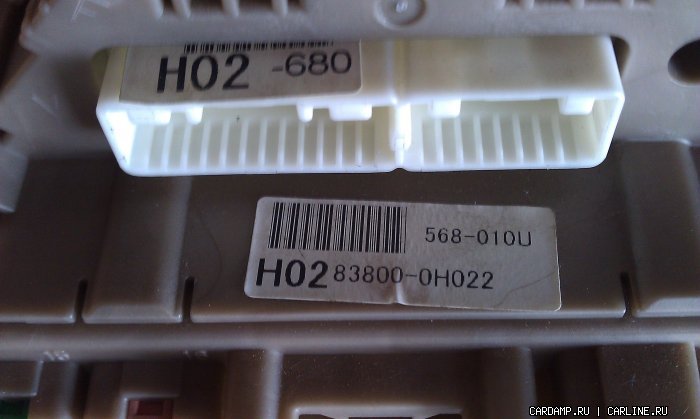 H02 -680
568-010U
H02 83800-0H022
CARDAMP.RU | CARLINE.RU